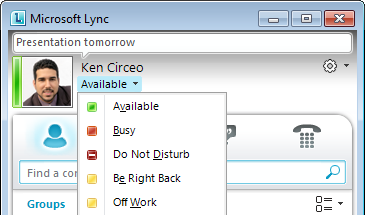 Microsoft Lync
Presentation tomorrow
Ken Circeo
Available
Available
Busy
Do Not Disturb
Be Right Back
Off Work
Find a co
Groups